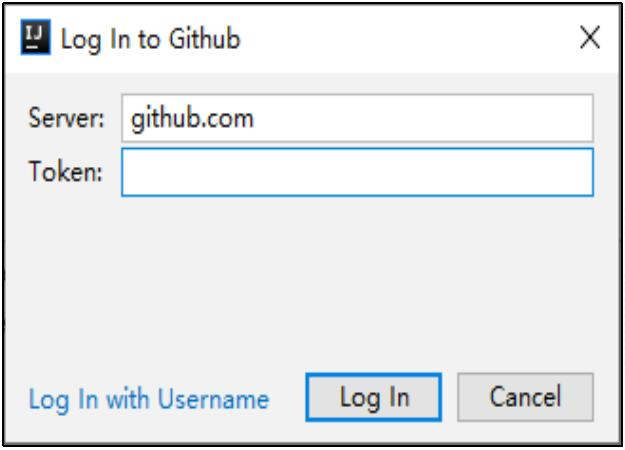 IJ Log In to Github
Server: github.com
Token:
Log In with Username Log In Cancel